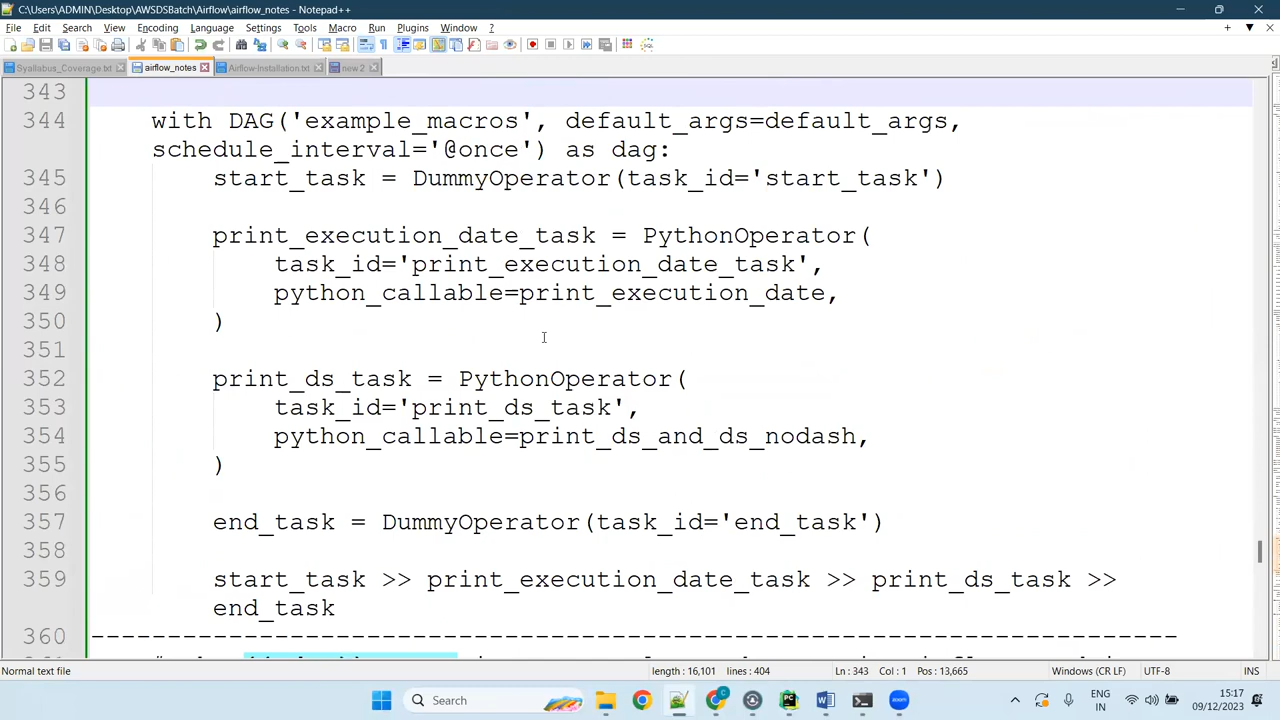 C:\Users\ADMIN\Desktop\AWSDSBatch\Airflow\airflow_notes - Notepad++
File Edit Search View Encoding Language Settings Tools Macro Run Plugins Window ?
Syallabus_Coverage.txt airflow_notes Airflow-Installation.txt new 2
343
344 with DAG('example_macros', default_args=default_args,
schedule_interval='@once') as dag:
345 start_task = DummyOperator(task_id='start_task')
346
347 print_execution_date_task = PythonOperator(
348 task_id='print_execution_date_task',
349 python_callable=print_execution_date,
350 )
351
352 print_ds_task = PythonOperator(
353 task_id='print_ds_task',
354 python_callable=print_ds_and_ds_nodash,
355 )
356
357 end_task = DummyOperator(task_id='end_task')
358
359 start_task >> print_execution_date_task >> print_ds_task >>
end_task
360 -----------------------------------------------------------------------
Normal text file length : 16,101 lines : 404 Ln : 343 Col : 1 Pos : 13,665 Windows (CR LF) UTF-8 INS
Search
ENG
IN
15:17
09/12/2023